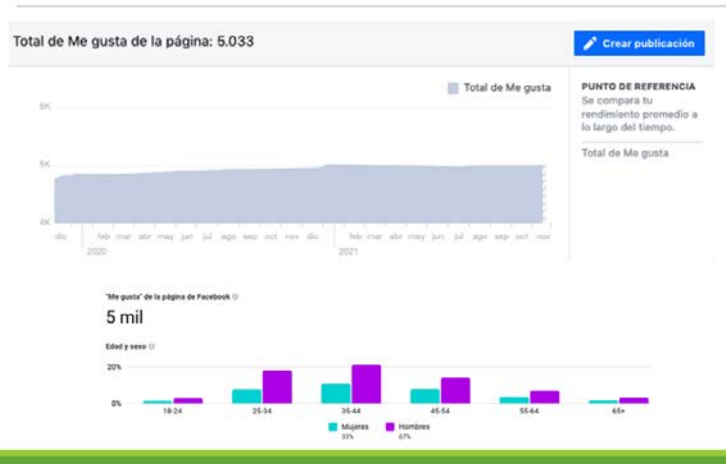 Total de Me gusta de la página: 5.033
Crear publicación
Total de Me gusta
PUNTO DE REFERENCIA
Se compara tu
rendimiento promedio a
lo largo del tiempo.
Total de Me gusta
6K
5K
4K
dic feb mar abr may jun jul ago sep oct nov dic feb mar abr may jun jul ago sep oct nov
2020 2021
"Me gusta" de la página de Facebook
5 mil
Edad y sexo
20%
0%
18-24 25-34 35-44 45-54 55-64 65+
Mujeres Hombres
33% 67%